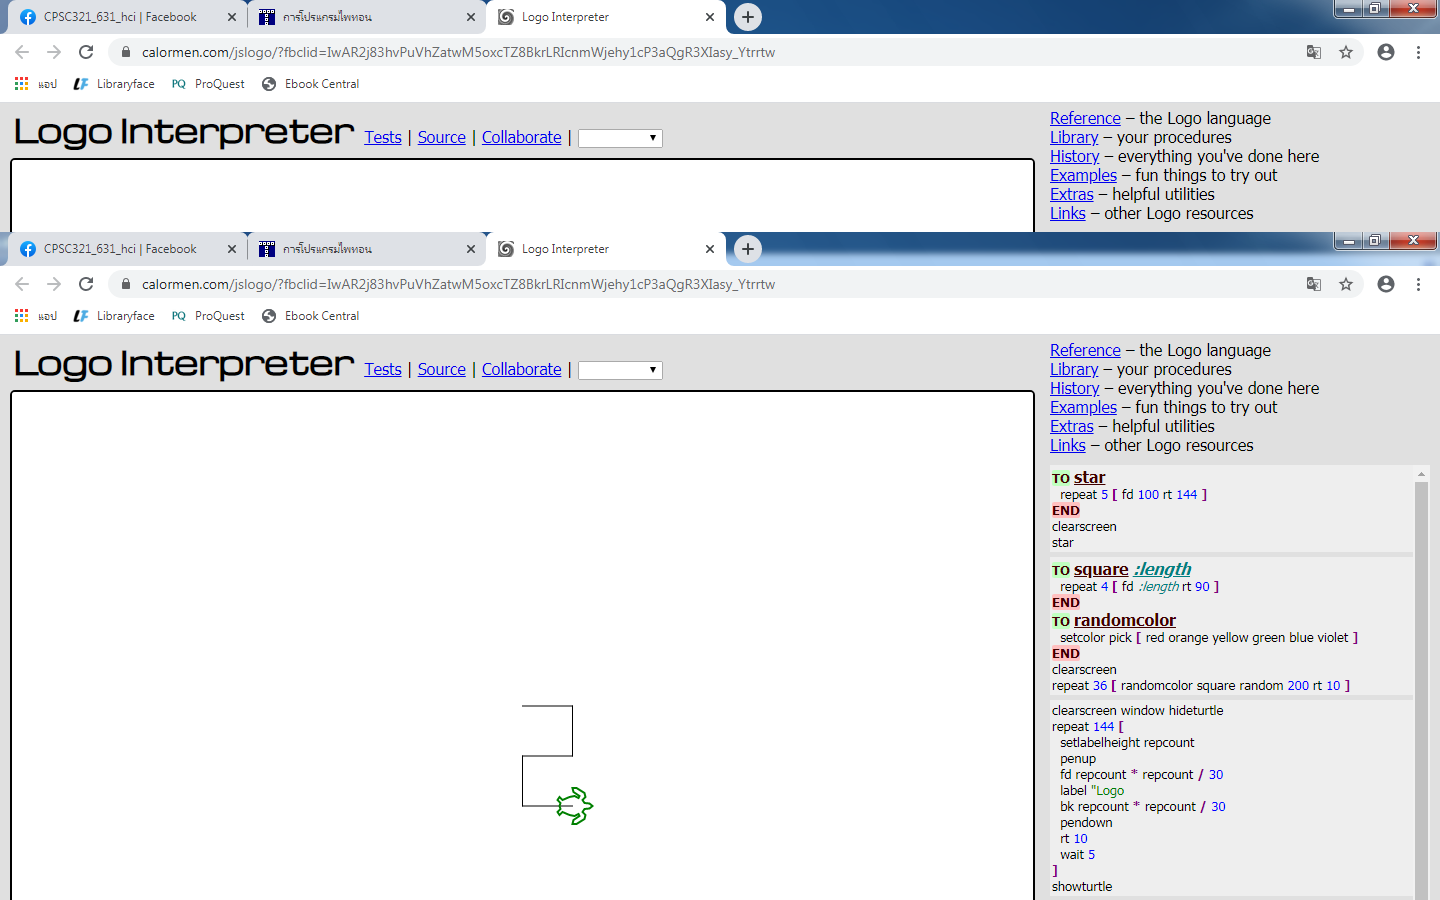 CPSC321_631_hci | Facebook
การโปรแกรมไพทอน
Logo Interpreter
calormen.com/jslogo/?fbclid=IwAR2j83hvPuVhZatwM5oxcTZ8BkrLRIcnmWjehy1cP3aQgR3XIasy_Ytrrtw
แอป
Libraryface
PQ ProQuest
Ebook Central
Logo Interpreter Tests | Source | Collaborate |
Reference – the Logo language
Library – your procedures
History – everything you've done here
Examples – fun things to try out
Extras – helpful utilities
Links – other Logo resources
CPSC321_631_hci | Facebook
การโปรแกรมไพทอน
Logo Interpreter
calormen.com/jslogo/?fbclid=IwAR2j83hvPuVhZatwM5oxcTZ8BkrLRIcnmWjehy1cP3aQgR3XIasy_Ytrrtw
แอป
Libraryface
PQ ProQuest
Ebook Central
Logo Interpreter Tests | Source | Collaborate |
Reference – the Logo language
Library – your procedures
History – everything you've done here
Examples – fun things to try out
Extras – helpful utilities
Links – other Logo resources
TO star
repeat 5 [ fd 100 rt 144 ]
END
clearscreen
star
TO square :length
repeat 4 [ fd :length rt 90 ]
END
TO randomcolor
setcolor pick [ red orange yellow green blue violet ]
END
clearscreen
repeat 36 [ randomcolor square random 200 rt 10 ]
clearscreen window hideturtle
repeat 144 [
setlabelheight repcount
penup
fd repcount * repcount / 30
label "Logo
bk repcount * repcount / 30
pendown
rt 10
wait 5
]
showturtle